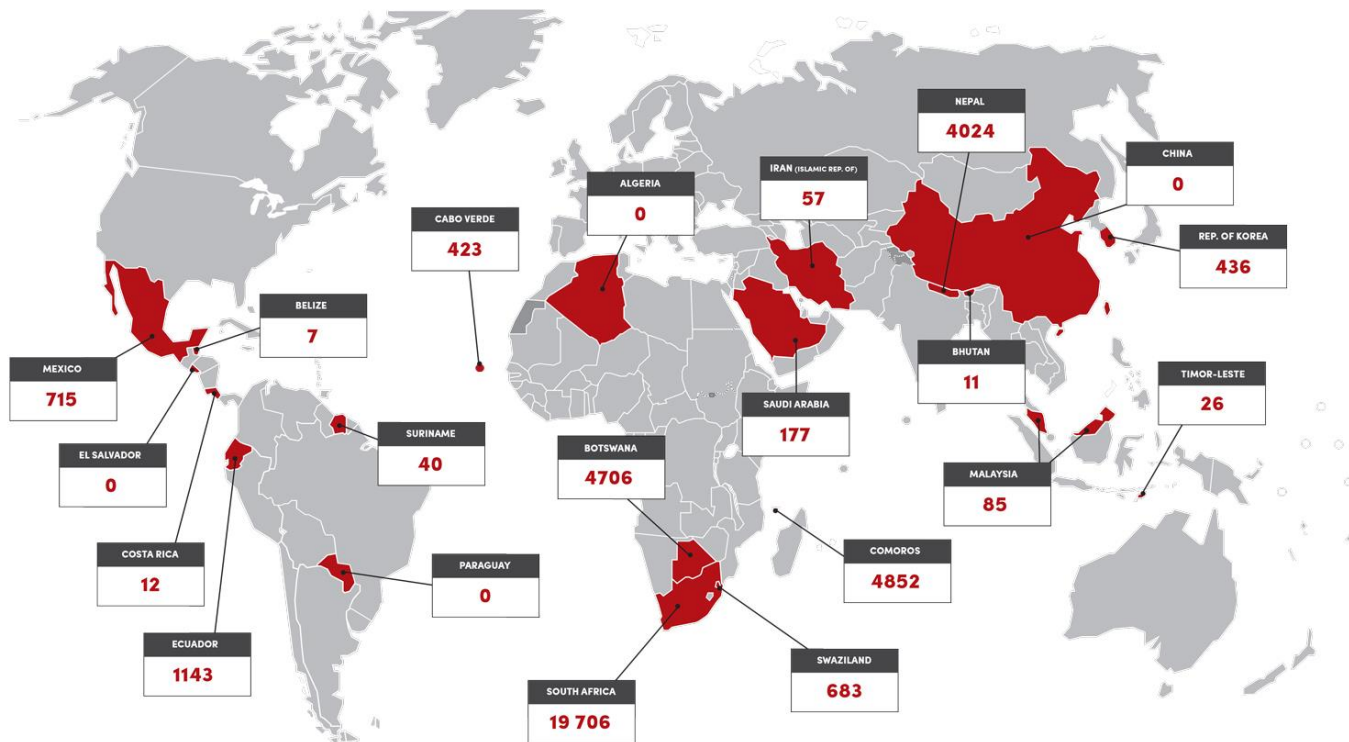 NEPAL
4024
CHINA
0
IRAN (ISLAMIC REP. OF)
57
ALGERIA
0
CABO VERDE
423
REP. OF KOREA
436
BELIZE
7
MEXICO
715
BHUTAN
11
TIMOR-LESTE
26
SAUDI ARABIA
177
SURINAME
40
EL SALVADOR
0
BOTSWANA
4706
MALAYSIA
85
COSTA RICA
12
PARAGUAY
0
COMOROS
4852
ECUADOR
1143
SWAZILAND
683
SOUTH AFRICA
19 706